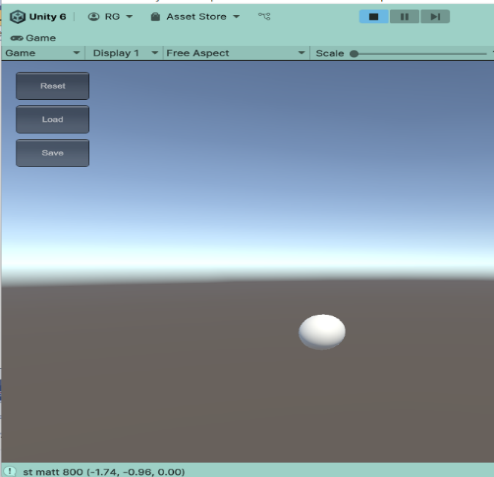 Unity 6 RG Asset Store
Game
Game Display 1 Free Aspect Scale
Reset
Load
Save
st matt 800 (-1.74, -0.96, 0.00)